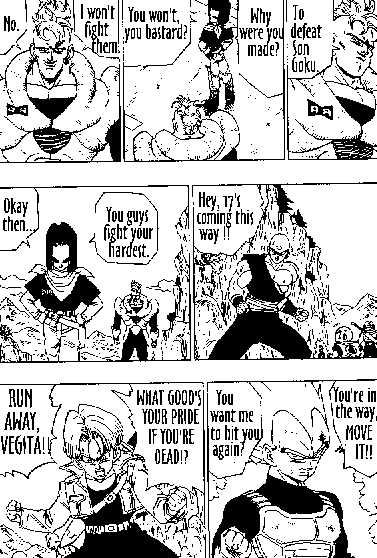 No.
I won't
fight
them.
You won't,
you bastard?
Why
were you
made?
To
defeat
Son
Goku.
Okay
then.
You guys
fight your
hardest.
Hey, 17's
coming this
way !!
RUN
AWAY,
VEGITA!!
WHAT GOOD'S
YOUR PRIDE
IF YOU'RE
DEAD!?
You
want me
to hit you
again?
You're in
the way,
MOVE
IT!!